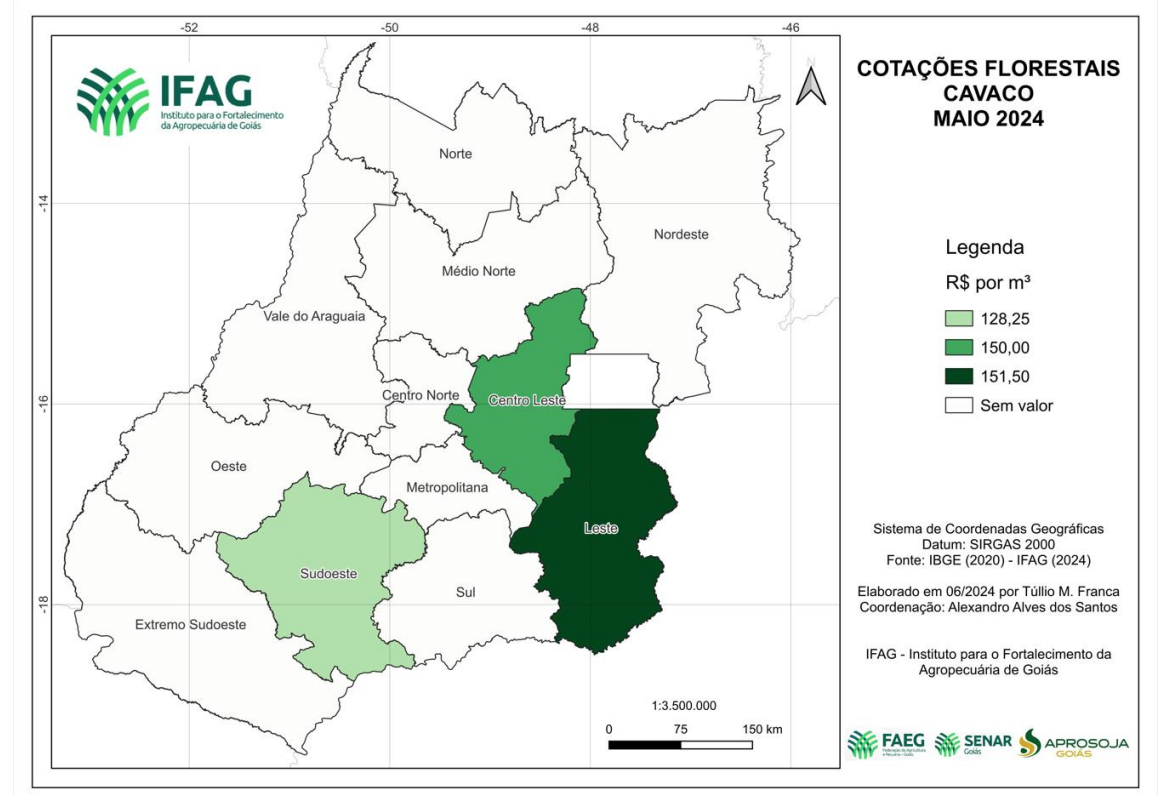 -52
-50
-48
-46
-14
-16
-18
IFAG
Instituto para o Fortalecimento
da Agropecuária de Goiás
N
Norte
Nordeste
Médio Norte
Vale do Araguaia
Centro Norte
Centro Leste
Oeste
Metropolitana
Leste
Sudoeste
Sul
Extremo Sudoeste
1:3.500.000
0 75 150 km
COTAÇÕES FLORESTAIS
CAVACO
MAIO 2024
Legenda
R$ por m³
128,25
150,00
151,50
Sem valor
Sistema de Coordenadas Geográficas
Datum: SIRGAS 2000
Fonte: IBGE (2020) - IFAG (2024)
Elaborado em 06/2024 por Túllio M. Franca
Coordenação: Alexandro Alves dos Santos
IFAG - Instituto para o Fortalecimento da
Agropecuária de Goiás
FAEG
SENAR
Goiás
APROSOJA
GOIÁS